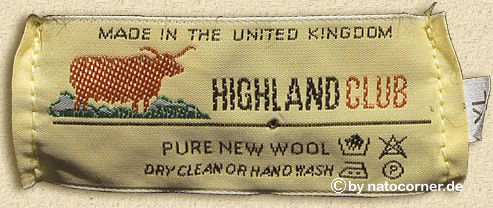 MADE IN THE UNITED KINGDOM
HIGHLAND CLUB
PURE NEW WOOL
DRY CLEAN OR HAND WASH
P
© by natocorner.de